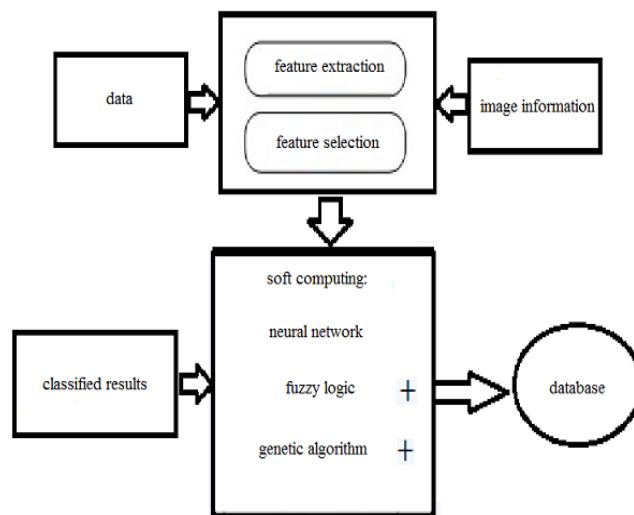 feature extraction
data
image information
feature selection
soft computing:
neural network
classified results
fuzzy logic +
database
genetic algorithm +